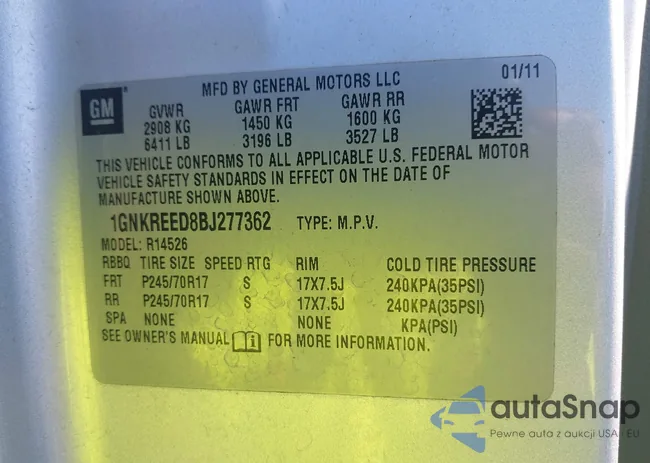 MFD BY GENERAL MOTORS LLC 01/11
GM
GVWR GAWR FRT GAWR RR
2908 KG 1450 KG 1600 KG
6411 LB 3196 LB 3527 LB
THIS VEHICLE CONFORMS TO ALL APPLICABLE U.S. FEDERAL MOTOR
VEHICLE SAFETY STANDARDS IN EFFECT ON THE DATE OF
MANUFACTURE SHOWN ABOVE.
1GNKREED8BJ277362 TYPE: M.P.V.
MODEL: R14526
RBBQ TIRE SIZE SPEED RTG RIM COLD TIRE PRESSURE
FRT P245/70R17 S 17X7.5J 240KPA(35PSI)
RR P245/70R17 S 17X7.5J 240KPA(35PSI)
SPA NONE NONE KPA(PSI)
SEE OWNER'S MANUAL FOR MORE INFORMATION.
autaSnap
Pewne auta z aukcji USA i EU